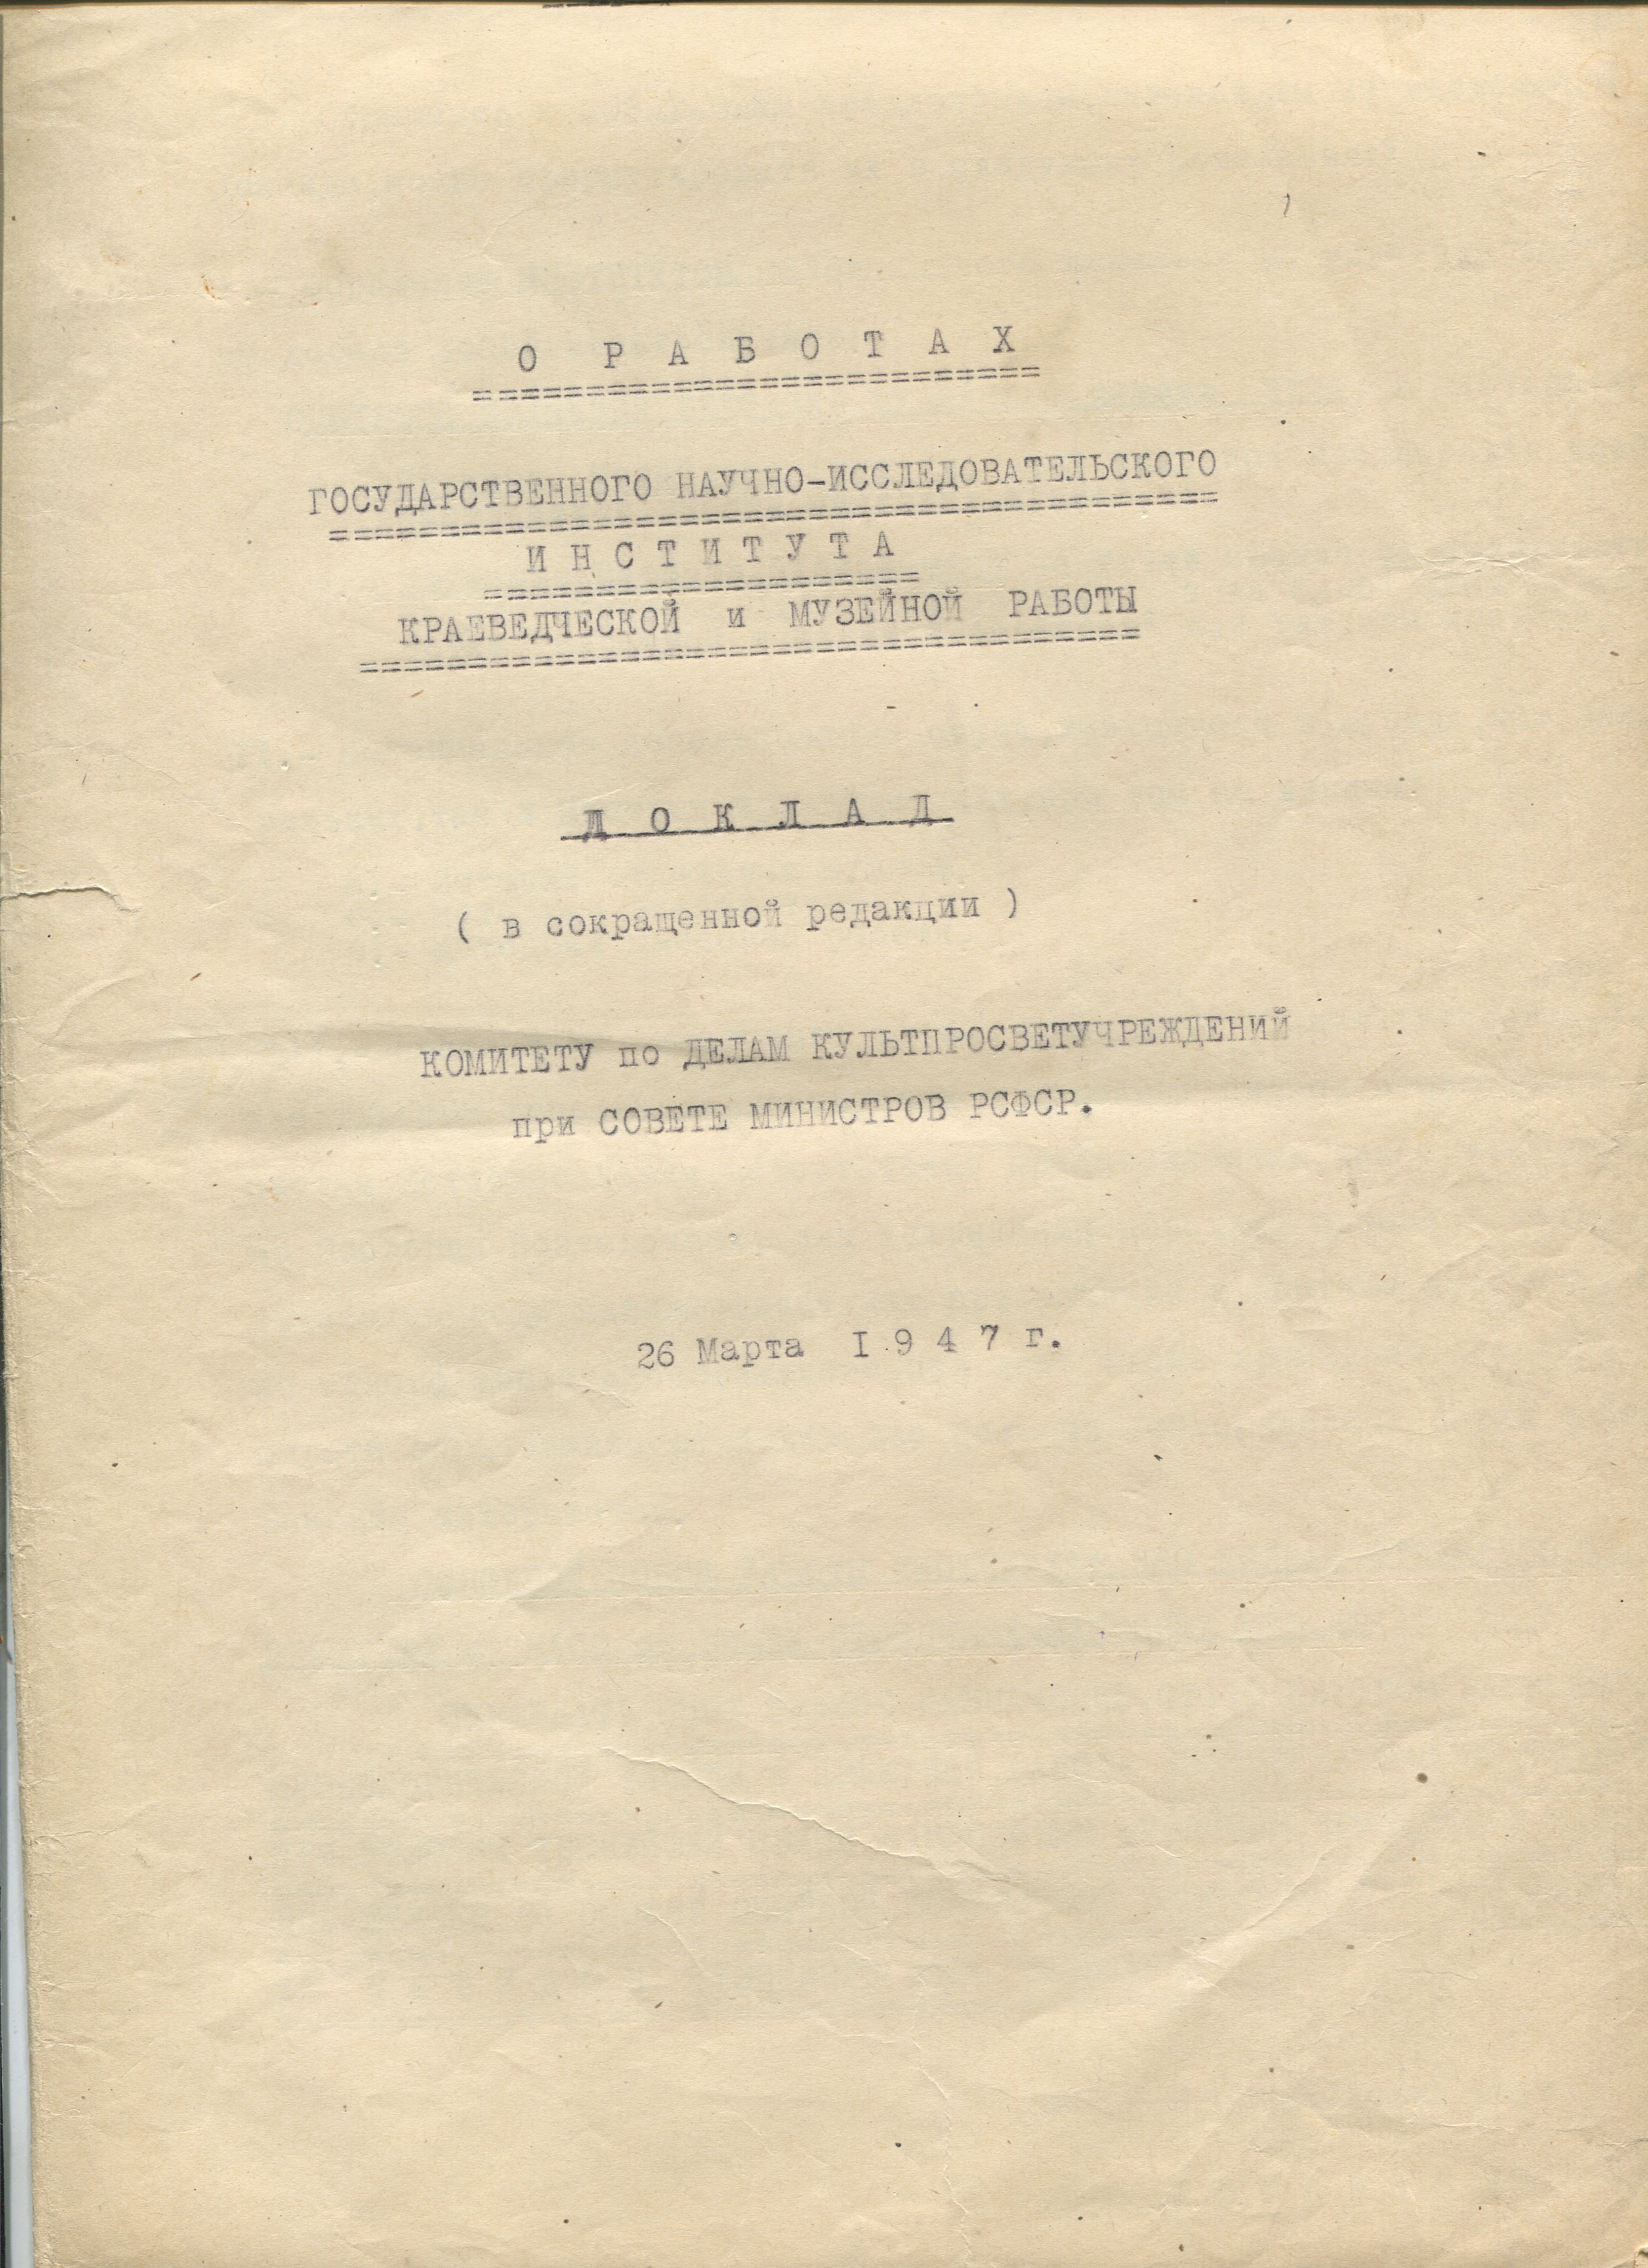 О Р А Б О Т А Х
ГОСУДАРСТВЕННОГО НАУЧНО-ИССЛЕДОВАТЕЛЬСКОГО
И Н С Т И Т У Т А
КРАЕВЕДЧЕСКОЙ и МУЗЕЙНОЙ РАБОТЫ
Д О К Л А Д
( в сокращенной редакции )
КОМИТЕТУ по ДЕЛАМ КУЛЬТПРОСВЕТУЧРЕЖДЕНИЙ
при СОВЕТЕ МИНИСТРОВ РСФСР.
26 Марта I 9 4 7 г.